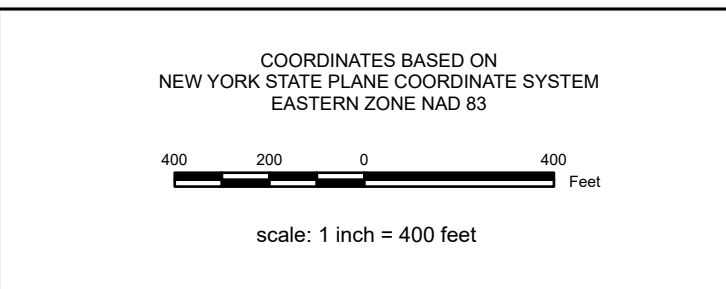 COORDINATES BASED ON
NEW YORK STATE PLANE COORDINATE SYSTEM
EASTERN ZONE NAD 83
400 200 0 400
Feet
scale: 1 inch = 400 feet